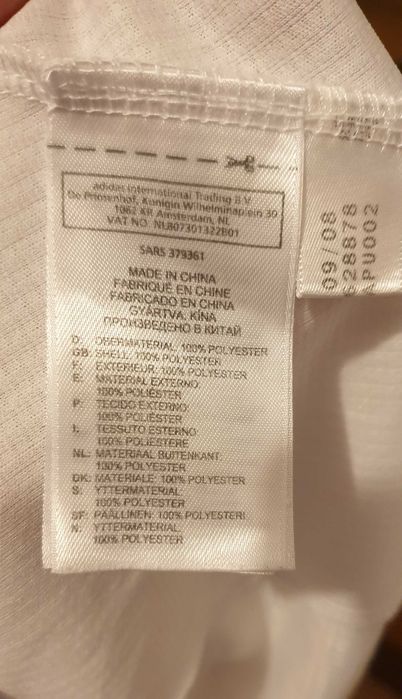 adidas International Trading B.V.
De Prinsenhof, Konigin Wilhelminaplein 30
1062 KR Amsterdam, NL
VAT NO. NL807301322B01
SARS 379361
MADE IN CHINA
FABRIQUÉ EN CHINE
FABRICADO EN CHINA
GYÁRTVA: KÍNA
ПРОИЗВЕДЕНО В КИТАЙ
D: OBERMATERIAL: 100% POLYESTER
GB: SHELL: 100% POLYESTER
F: EXTERIEUR: 100% POLYESTER
E: MATERIAL EXTERNO:
100% POLIÉSTER
P: TECIDO EXTERNO:
100% POLIÉSTER
I: TESSUTO ESTERNO
100% POLIESTERE
NL: MATERIAAL BUITENKANT:
100% POLYESTER
DK: MATERIALE: 100% POLYESTER
S: YTTERMATERIAL:
100% POLYESTER
SF: PÄÄLLINEN: 100% POLYESTERI
N: YTTERMATERIAL:
100% POLYESTER
09/08
628878
APU002